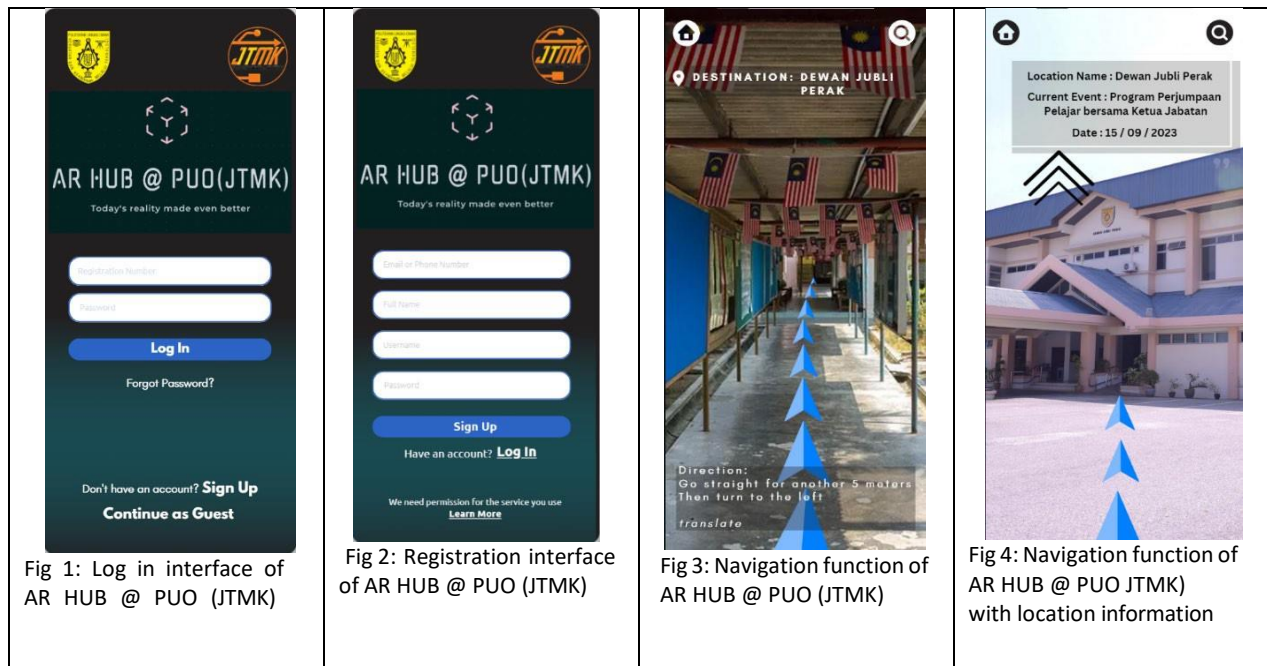 JTMK
AR HUB @ PUO(JTMK)
Today's reality made even better
Registration Number
Password
Log In
Forgot Password?
Don't have an account? Sign Up
Continue as Guest
Fig 1: Log in interface of
AR HUB @ PUO (JTMK)
JTMK
AR HUB @ PUO(JTMK)
Today's reality made even better
Email or Phone Number
Full Name
Username
Password
Sign Up
Have an account? Log In
We need permission for the service you use
Learn More
Fig 2: Registration interface
of AR HUB @ PUO (JTMK)
DESTINATION: DEWAN JUBLI
PERAK
Direction:
Go straight for another 5 meters
Then turn to the left
translate
Fig 3: Navigation function of
AR HUB @ PUO (JTMK)
Location Name : Dewan Jubli Perak
Current Event : Program Perjumpaan
Pelajar bersama Ketua Jabatan
Date : 15 / 09 / 2023
Fig 4: Navigation function of
AR HUB @ PUO JTMK)
with location information